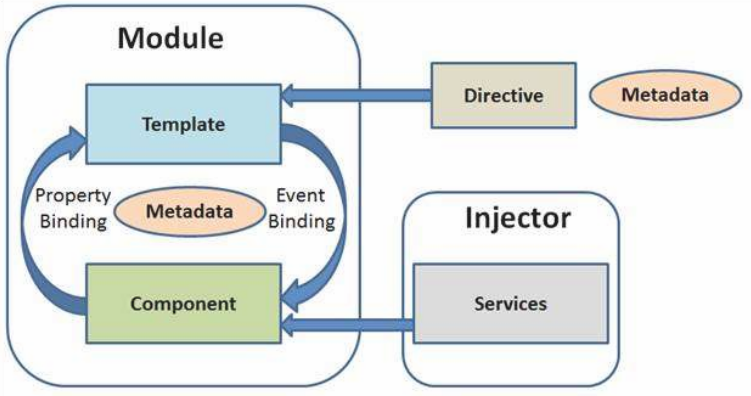 Module
Template
Directive
Metadata
Property
Binding
Metadata
Event
Binding
Injector
Component
Services